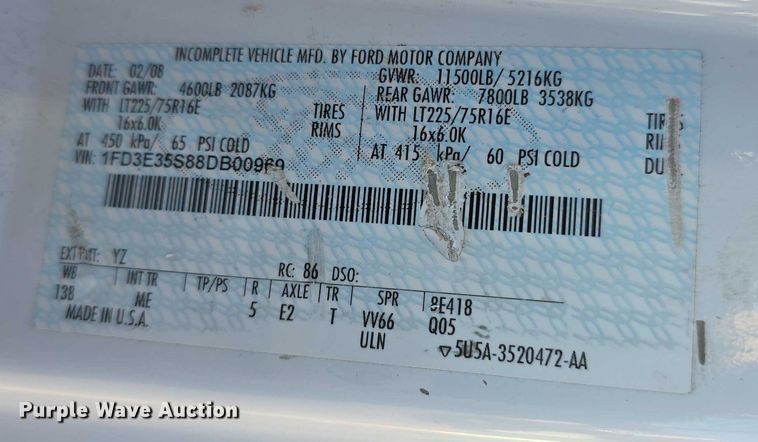 INCOMPLETE VEHICLE MFD. BY FORD MOTOR COMPANY
DATE: 02/08 GVWR: 11500LB/ 5216KG
FRONT GAWR: 4600LB 2087KG REAR GAWR: 7800LB 3538KG
WITH LT225/75R16E TIRES WITH LT225/75R16E
16x6.0K RIMS 16x6.0K
AT 450 kPa/ 65 PSI COLD AT 415 kPa/ 60 PSI COLD
VIN: 1FD3E35S88DB00969
EXT PNT: YZ RC: 86 DSO:
WB INT TR TP/PS R AXLE TR SPR 8E418
138 ME 5 E2 T VV66 Q05
MADE IN U.S.A. ULN ▽5U5A-3520472-AA
Purple Wave Auction